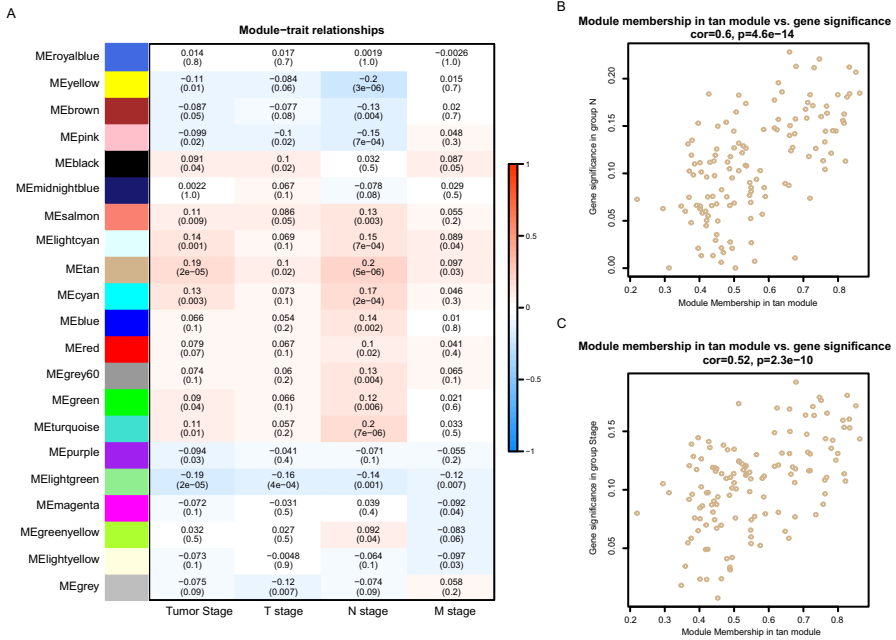 A
Module−trait relationships
MEroyalblue
0.014 0.017 0.0019 −0.0026
(0.8) (0.7) (1.0) (1.0)
MEyellow
−0.11 −0.084 −0.2 0.015
(0.01) (0.06) (3e−06) (0.7)
MEbrown
−0.087 −0.077 −0.13 0.02
(0.05) (0.08) (0.004) (0.7)
MEpink
−0.099 −0.1 −0.15 0.048
(0.02) (0.02) (7e−04) (0.3)
MEblack
0.091 0.1 0.032 0.087
(0.04) (0.02) (0.5) (0.05)
MEmidnightblue
0.0022 0.067 −0.078 0.029
(1.0) (0.1) (0.08) (0.5)
MEsalmon
0.11 0.086 0.13 0.055
(0.009) (0.05) (0.003) (0.2)
MElightcyan
0.14 0.069 0.15 0.089
(0.001) (0.1) (7e−04) (0.04)
MEtan
0.19 0.1 0.2 0.097
(2e−05) (0.02) (5e−06) (0.03)
MEcyan
0.13 0.073 0.17 0.046
(0.003) (0.1) (2e−04) (0.3)
MEblue
0.066 0.054 0.14 0.01
(0.1) (0.2) (0.002) (0.8)
MEred
0.079 0.067 0.1 0.041
(0.07) (0.1) (0.02) (0.4)
MEgrey60
0.074 0.06 0.13 0.065
(0.1) (0.2) (0.004) (0.1)
MEgreen
0.09 0.066 0.12 0.021
(0.04) (0.1) (0.006) (0.6)
MEturquoise
0.11 0.057 0.2 0.033
(0.01) (0.2) (7e−06) (0.5)
MEpurple
−0.094 −0.041 −0.071 −0.055
(0.03) (0.4) (0.1) (0.2)
MElightgreen
−0.19 −0.16 −0.14 −0.12
(2e−05) (4e−04) (0.001) (0.007)
MEmagenta
−0.072 −0.031 0.039 −0.092
(0.1) (0.5) (0.4) (0.04)
MEgreenyellow
0.032 0.027 0.092 −0.083
(0.5) (0.5) (0.04) (0.06)
MElightyellow
−0.073 −0.0048 −0.064 −0.097
(0.1) (0.9) (0.1) (0.03)
MEgrey
−0.075 −0.12 −0.074 0.058
(0.09) (0.007) (0.09) (0.2)
Tumor Stage T stage N stage M stage
1
0.5
0
−0.5
−1
B
Module membership in tan module vs. gene significance
cor=0.6, p=4.6e−14
Gene significance in group N
0.20
0.15
0.10
0.05
0.00
0.2 0.3 0.4 0.5 0.6 0.7 0.8
Module Membership in tan module
C
Module membership in tan module vs. gene significance
cor=0.52, p=2.3e−10
Gene significance in group Stage
0.15
0.10
0.05
0.2 0.3 0.4 0.5 0.6 0.7 0.8
Module Membership in tan module